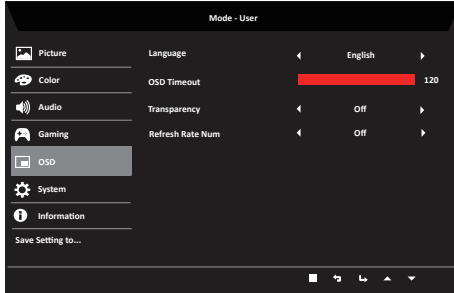 Mode - User
Picture
Color
Audio
Gaming
OSD
System
Information
Save Setting to...
Language English
OSD Timeout 120
Transparency Off
Refresh Rate Num Off